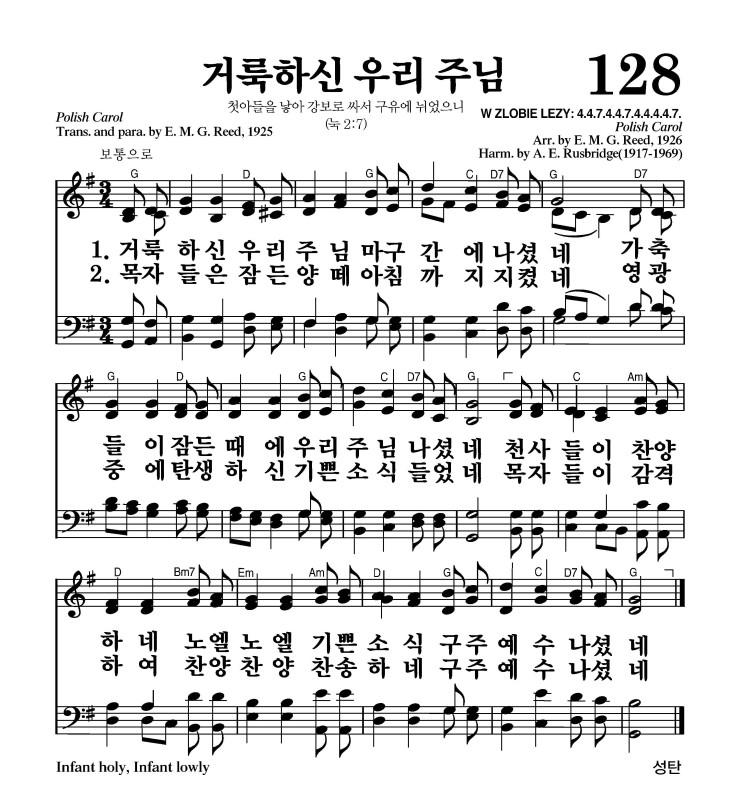 거룩하신 우리 주님 128
첫아들을 낳아 강보로 싸서 구유에 뉘었으니
(눅 2:7)
Polish Carol
Trans. and para. by E. M. G. Reed, 1925
W ZLOBIE LEZY: 4.4.7.4.4.7.4.4.4.4.7.
Polish Carol
Arr. by E. M. G. Reed, 1926
Harm. by A. E. Rusbridge(1917-1969)
보통으로
G D G C D7 G D7
3 4
1. 거룩 하신 우리 주 님 마구 간 에 나셨 네 가축
2. 목자 들은 잠든 양 떼 아침 까 지 지켰 네 영광
3 4
G D G C D7 G C Am
들 이 잠든 때 에 우리 주 님 나셨 네 천사 들 이 찬양
중 에 탄생 하 신 기쁜 소 식 들었 네 목자 들 이 감격
D Bm7 Em Am D G C D7 G
하 네 노엘 노 엘 기쁜 소 식 구주 예 수 나셨 네
하 여 찬양 찬 양 찬송 하 네 구주 예 수 나셨 네
Infant holy, Infant lowly
성탄